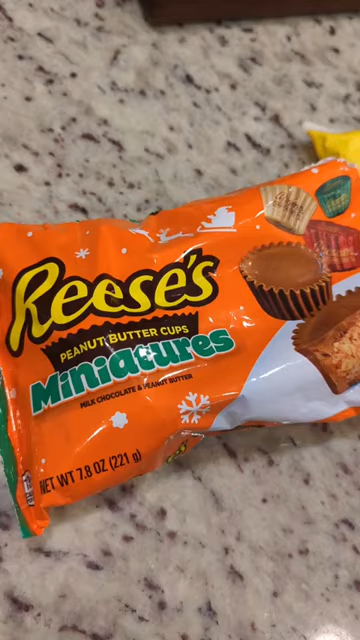 Reese's
PEANUT BUTTER CUPS
Miniatures
MILK CHOCOLATE & PEANUT BUTTER
NET WT 7.8 OZ (221 g)